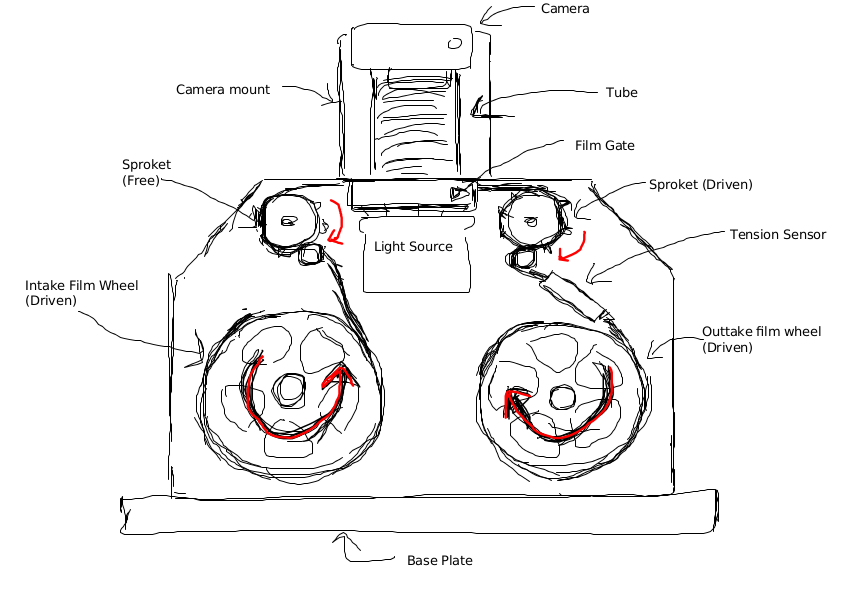 Camera
Camera mount
Tube
Film Gate
Sproket
(Free)
Sproket (Driven)
Tension Sensor
Light Source
Intake Film Wheel
(Driven)
Outtake film wheel
(Driven)
Base Plate